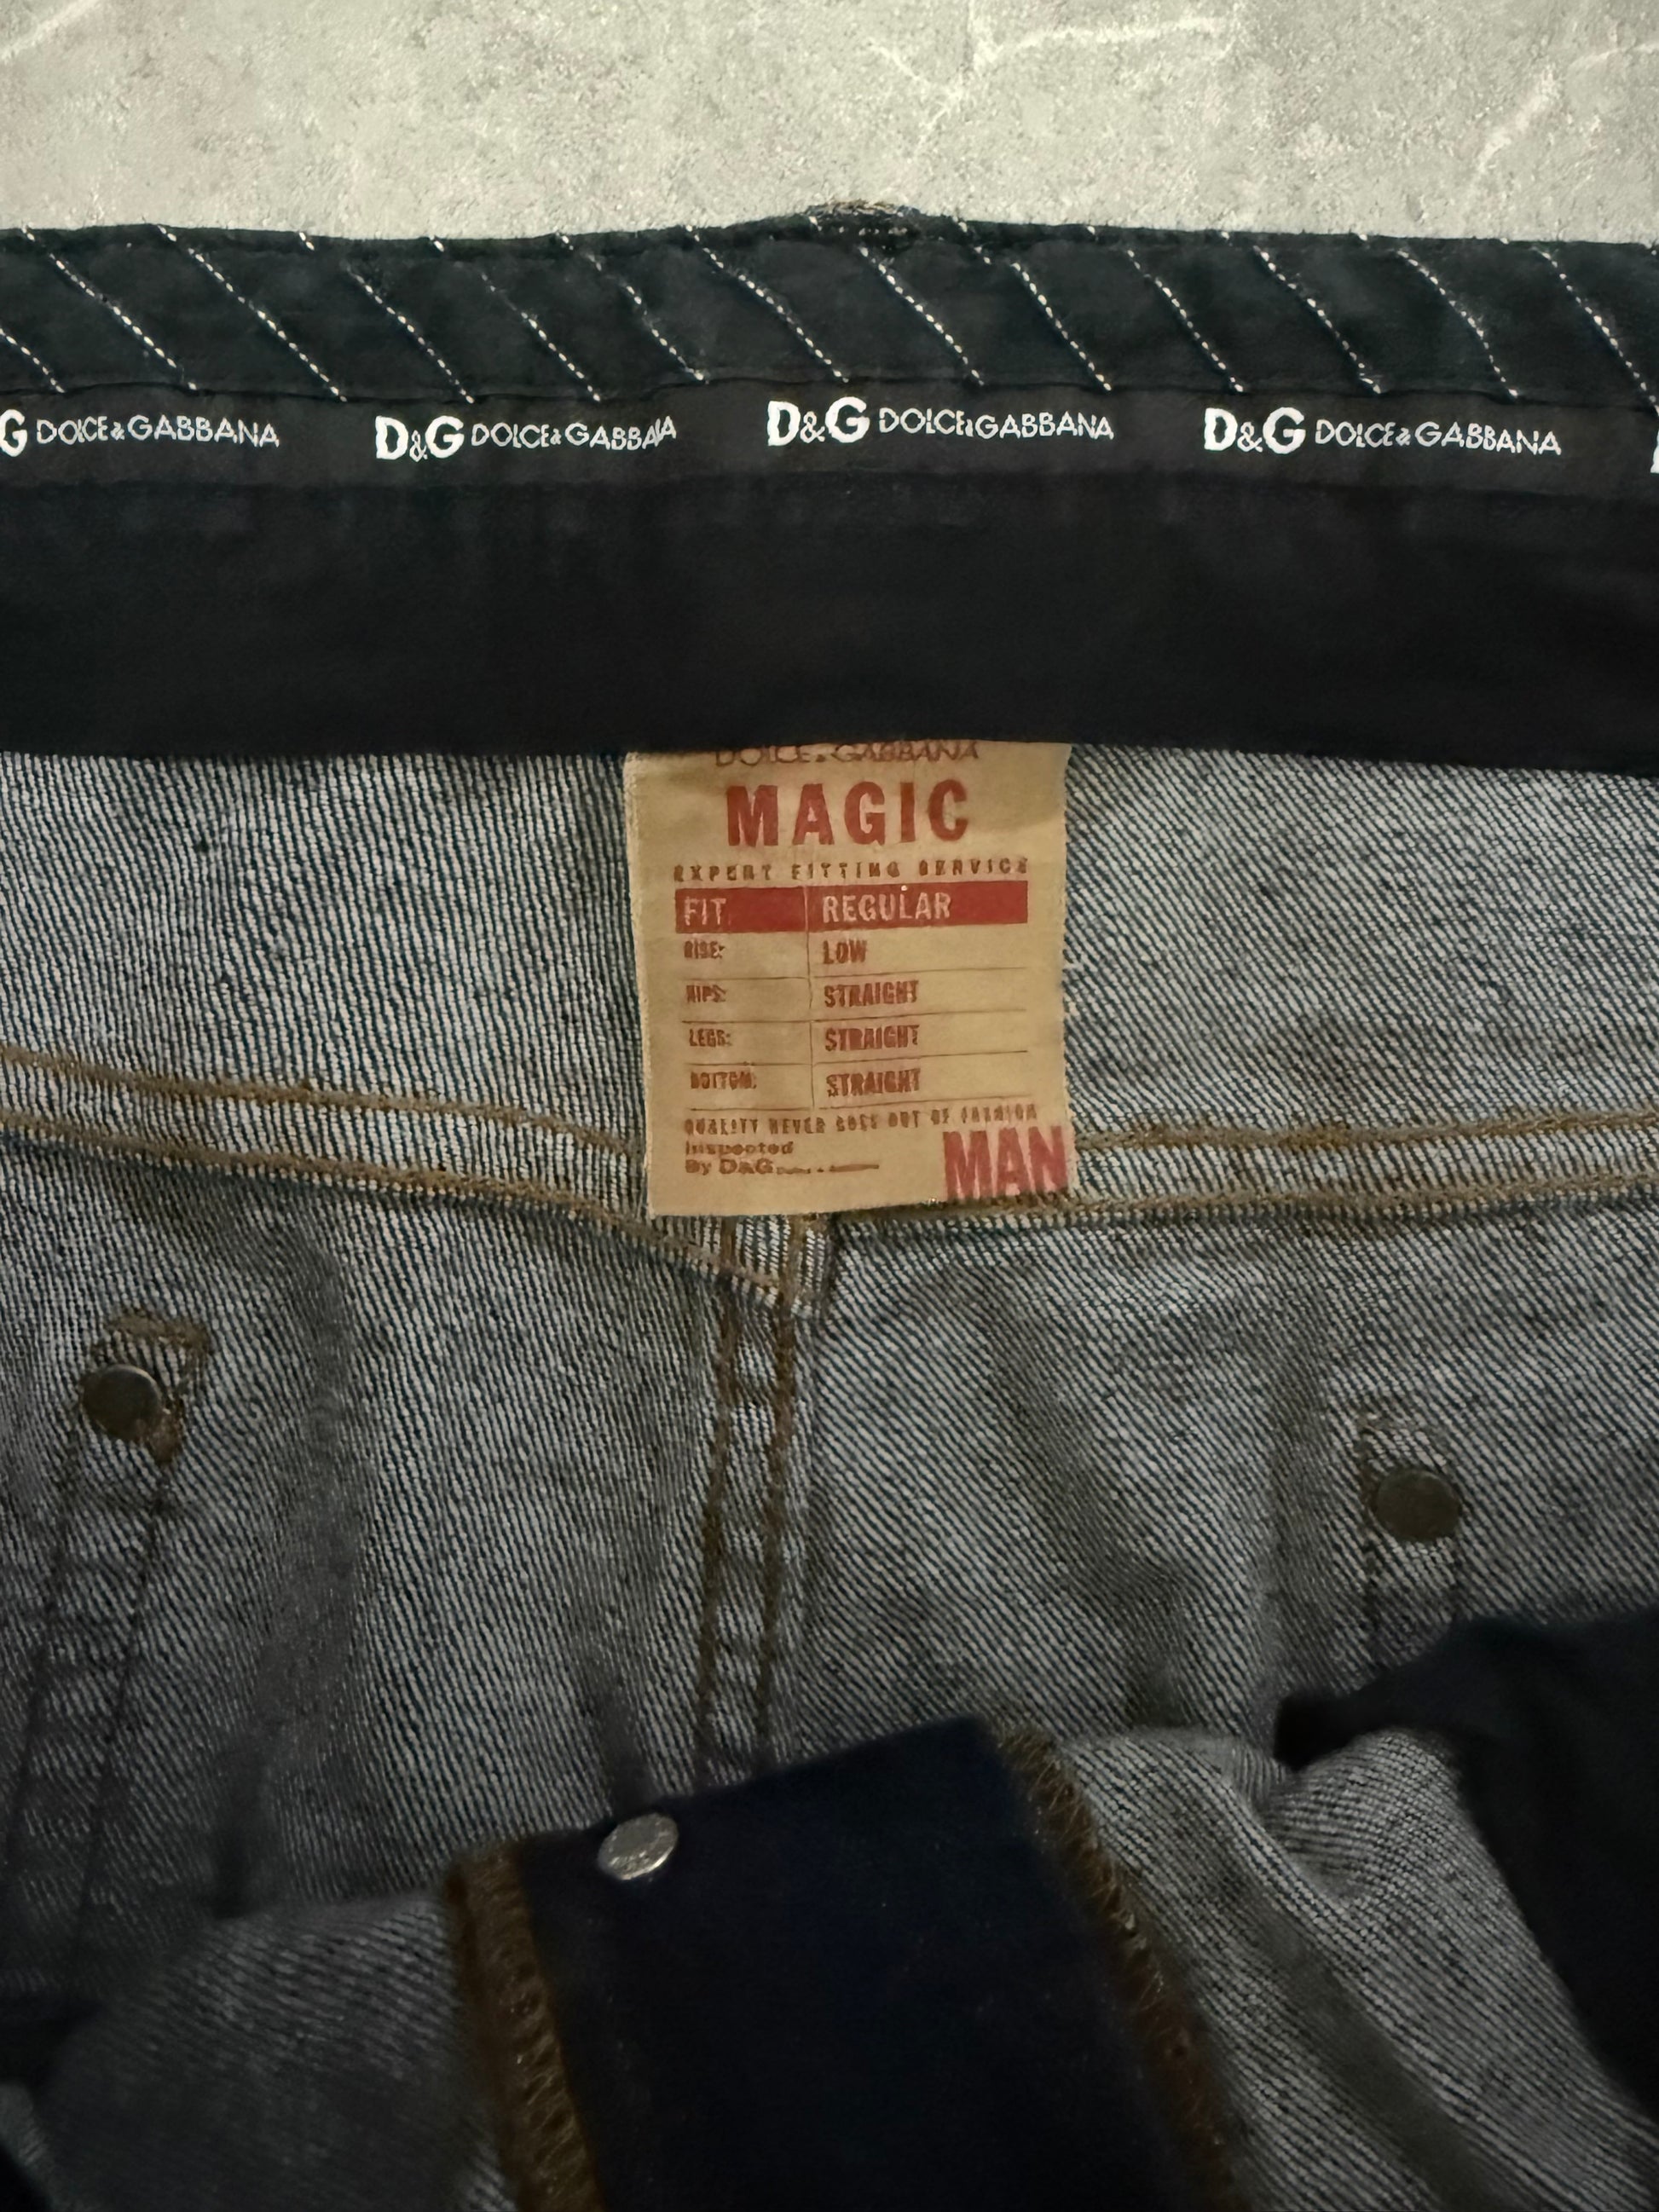 G DOLCE & GABBANA D&G DOLCE & GABBANA D&G DOLCE & GABBANA D&G DOLCE & GABBANA
DOLCE & GABBANA
MAGIC
EXPERT FITTING SERVICE
FIT: REGULAR
RISE: LOW
HIPS: STRAIGHT
LEGS: STRAIGHT
BOTTOM: STRAIGHT
QUALITY NEVER GOES OUT OF FASHION
Inspected
By D&G
MAN